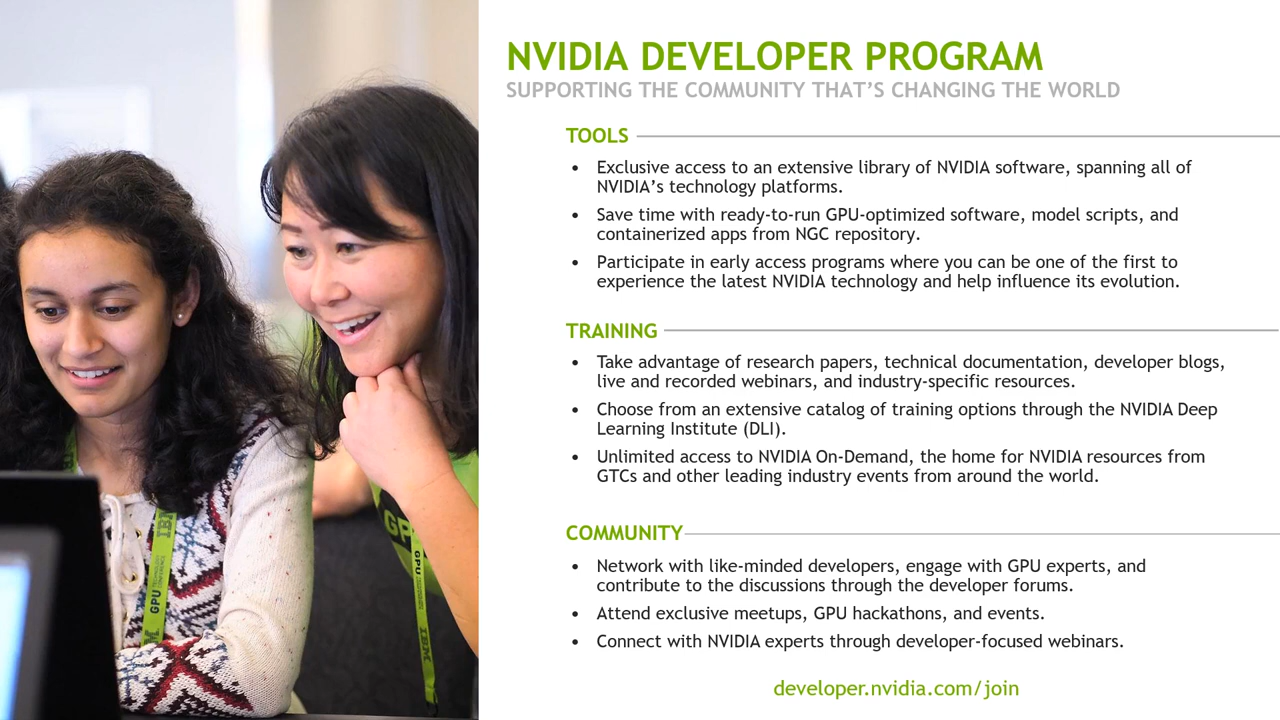 NVIDIA DEVELOPER PROGRAM
SUPPORTING THE COMMUNITY THAT'S CHANGING THE WORLD
TOOLS
• Exclusive access to an extensive library of NVIDIA software, spanning all of
NVIDIA's technology platforms.
• Save time with ready-to-run GPU-optimized software, model scripts, and
containerized apps from NGC repository.
• Participate in early access programs where you can be one of the first to
experience the latest NVIDIA technology and help influence its evolution.
TRAINING
• Take advantage of research papers, technical documentation, developer blogs,
live and recorded webinars, and industry-specific resources.
• Choose from an extensive catalog of training options through the NVIDIA Deep
Learning Institute (DLI).
• Unlimited access to NVIDIA On-Demand, the home for NVIDIA resources from
GTCs and other leading industry events from around the world.
COMMUNITY
• Network with like-minded developers, engage with GPU experts, and
contribute to the discussions through the developer forums.
• Attend exclusive meetups, GPU hackathons, and events.
• Connect with NVIDIA experts through developer-focused webinars.
developer.nvidia.com/join
IBM
GPU TECHNOLOGY
CONFERENCE
GP
GPU
IBM